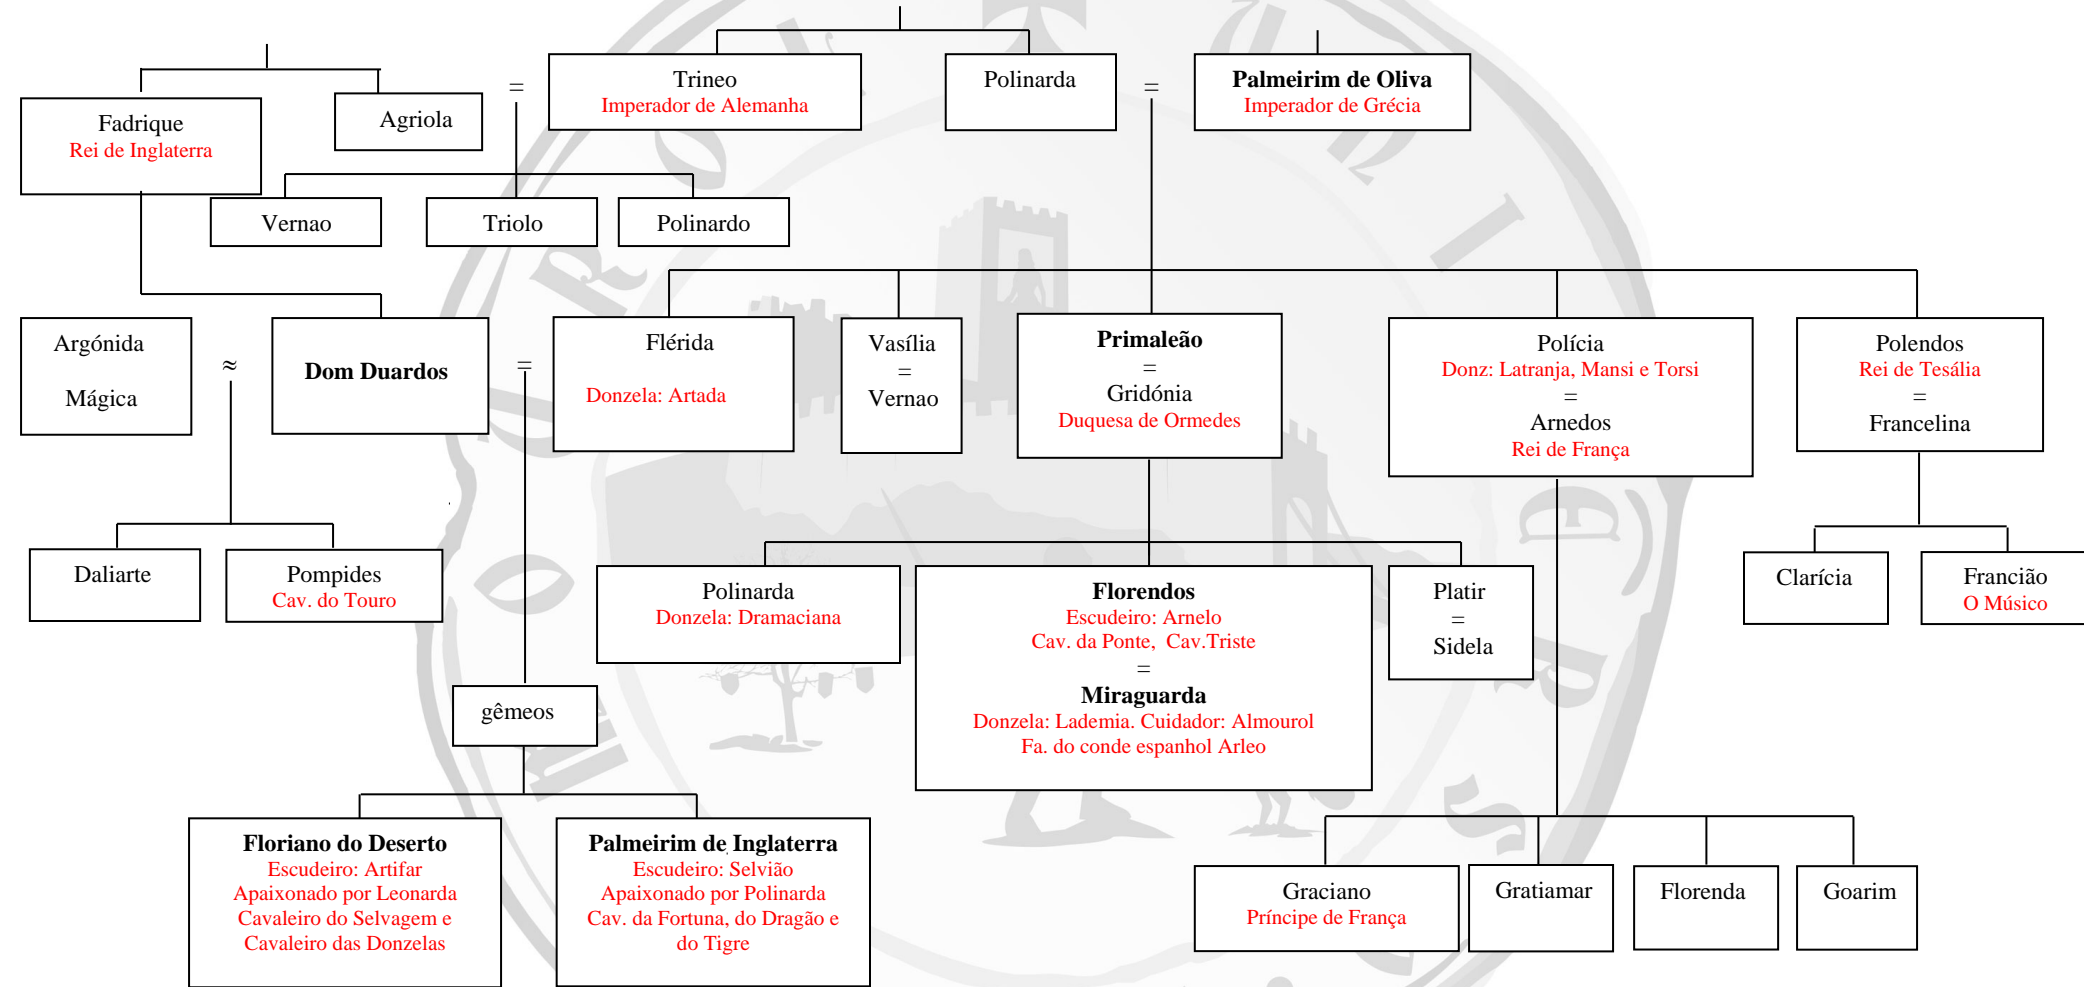 Fadrique
Rei de Inglaterra
Agriola
=
Trineo
Imperador de Alemanha
Polinarda
=
Palmeirim de Oliva
Imperador de Grécia
Vernao
Triolo
Polinardo
Argónida
Mágica
≈
Dom Duardos
=
Flérida
Donzela: Artada
Vasília
=
Vernao
Primaleão
=
Gridónia
Duquesa de Ormedes
Polícia
Donz: Latranja, Mansi e Torsi
=
Arnedos
Rei de França
Polendos
Rei de Tesália
=
Francelina
Daliarte
Pompides
Cav. do Touro
Polinarda
Donzela: Dramaciana
Florendos
Escudeiro: Arnelo
Cav. da Ponte, Cav.Triste
=
Miraguarda
Donzela: Lademia. Cuidador: Almourol
Fa. do conde espanhol Arleo
Platir
=
Sidela
Clarícia
Francião
O Músico
gêmeos
Floriano do Deserto
Escudeiro: Artifar
Apaixonado por Leonarda
Cavaleiro do Selvagem e
Cavaleiro das Donzelas
Palmeirim de Inglaterra
Escudeiro: Selvião
Apaixonado por Polinarda
Cav. da Fortuna, do Dragão e
do Tigre
Graciano
Príncipe de França
Gratiamar
Florenda
Goarim